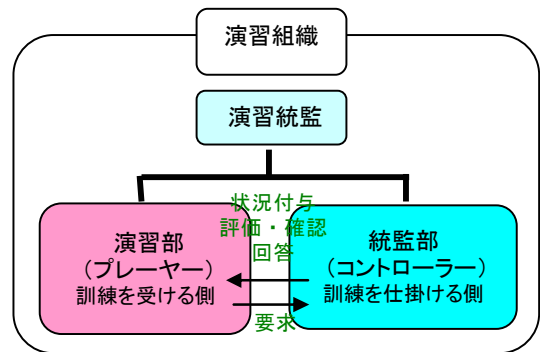 演習組織
演習統監
状況付与
評価・確認
回答
演習部
（プレーヤー）
訓練を受ける側
統監部
（コントローラー）
訓練を仕掛ける側
要求